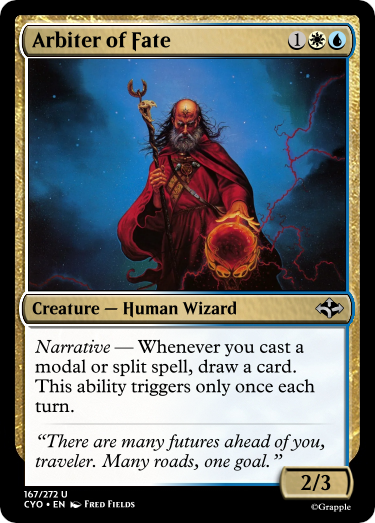 Arbiter of Fate 1
Creature — Human Wizard
Narrative — Whenever you cast a
modal or split spell, draw a card.
This ability triggers only once each
turn.
“There are many futures ahead of you,
traveler. Many roads, one goal.”
2/3
167/272 U
CYO • EN Fred Fields
©Grapple